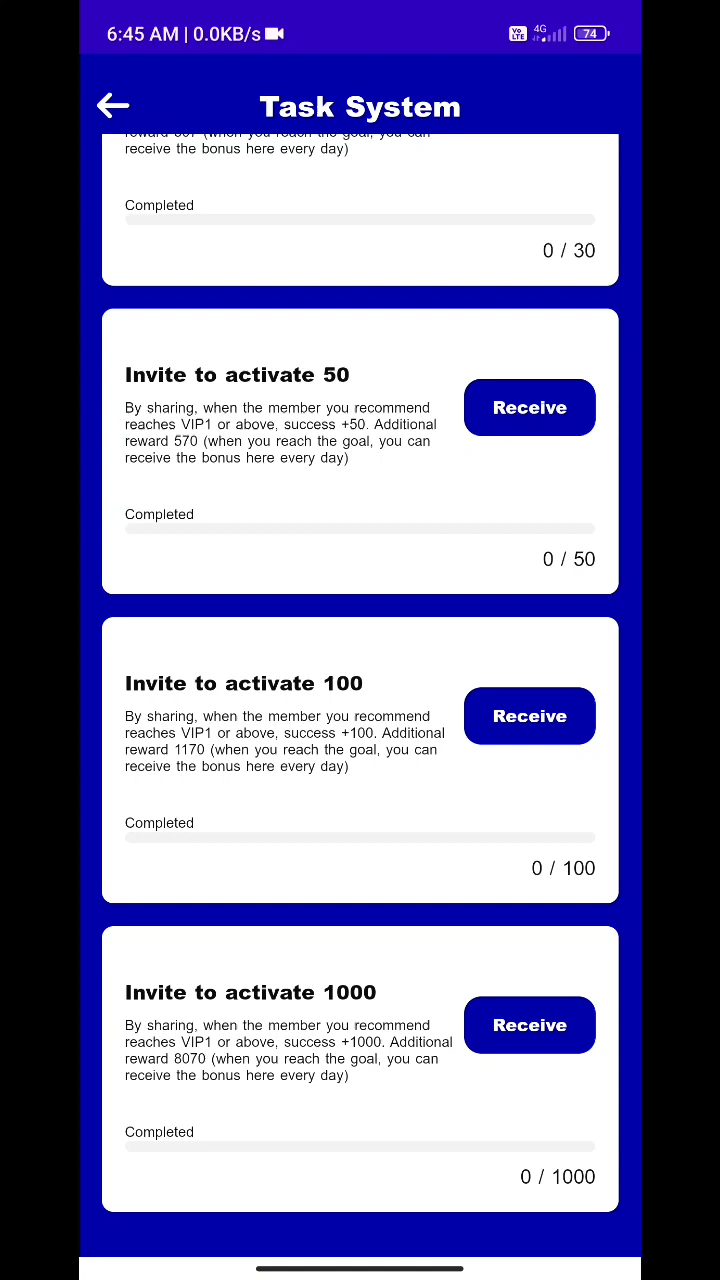 6:45 AM | 0.0KB/s
Vo LTE 4G 74
Task System
receive the bonus here every day)
Completed
0 / 30
Invite to activate 50
By sharing, when the member you recommend
reaches VIP1 or above, success +50. Additional
reward 570 (when you reach the goal, you can
receive the bonus here every day)
Receive
Completed
0 / 50
Invite to activate 100
By sharing, when the member you recommend
reaches VIP1 or above, success +100. Additional
reward 1170 (when you reach the goal, you can
receive the bonus here every day)
Receive
Completed
0 / 100
Invite to activate 1000
By sharing, when the member you recommend
reaches VIP1 or above, success +1000. Additional
reward 8070 (when you reach the goal, you can
receive the bonus here every day)
Receive
Completed
0 / 1000